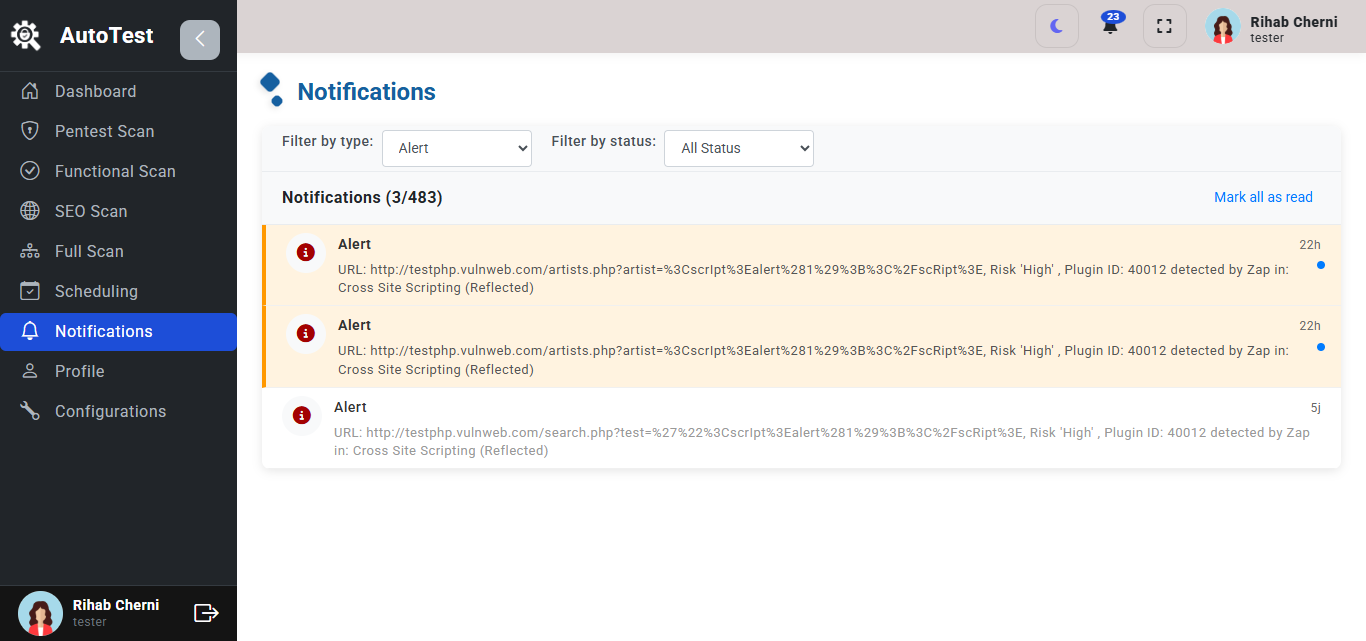 AutoTest
23
Rihab Cherni
tester
Dashboard
Pentest Scan
Functional Scan
SEO Scan
Full Scan
Scheduling
Notifications
Profile
Configurations
Rihab Cherni
tester
Notifications
Filter by type: Alert Filter by status: All Status
Notifications (3/483) Mark all as read
Alert 22h
URL: http://testphp.vulnweb.com/artists.php?artist=%3CscrIpt%3Ealert%281%29%3B%3C%2FscRipt%3E, Risk 'High' , Plugin ID: 40012 detected by Zap in:
Cross Site Scripting (Reflected)
Alert 22h
URL: http://testphp.vulnweb.com/artists.php?artist=%3CscrIpt%3Ealert%281%29%3B%3C%2FscRipt%3E, Risk 'High' , Plugin ID: 40012 detected by Zap in:
Cross Site Scripting (Reflected)
Alert 5j
URL: http://testphp.vulnweb.com/search.php?test=%27%22%3CscrIpt%3Ealert%281%29%3B%3C%2FscRipt%3E, Risk 'High' , Plugin ID: 40012 detected by Zap
in: Cross Site Scripting (Reflected)